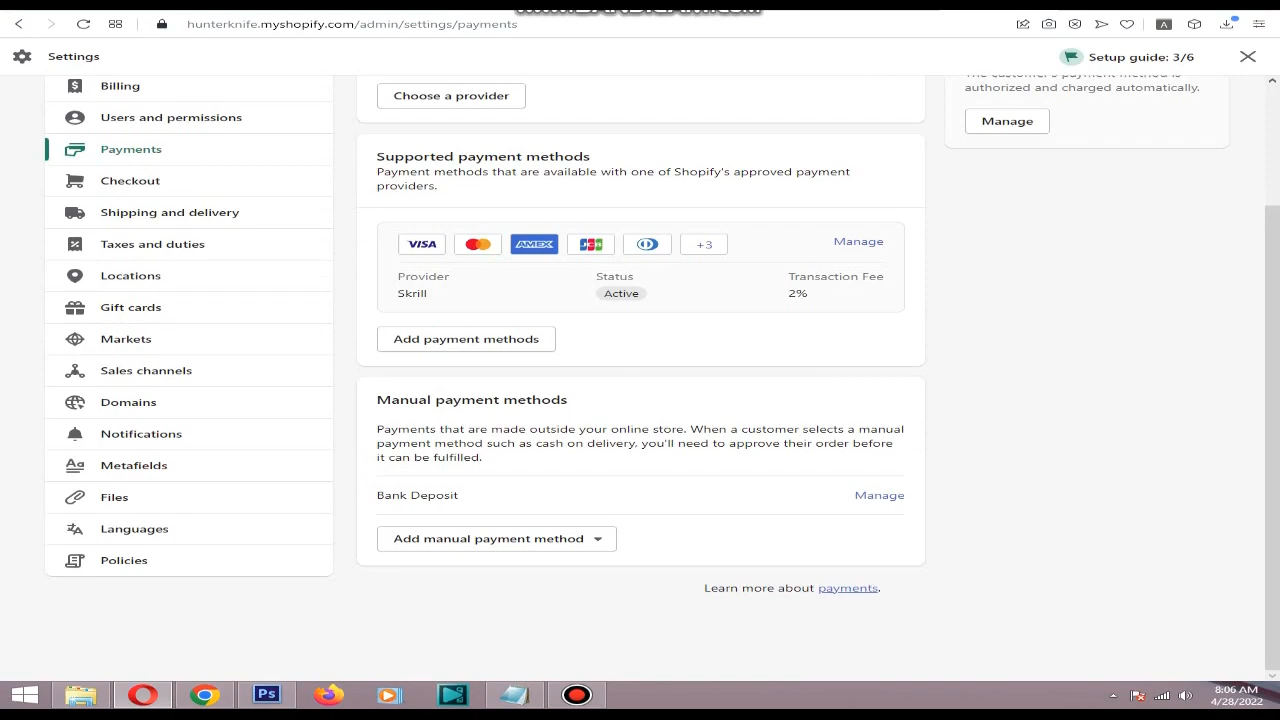 hunterknife.myshopify.com/admin/settings/payments
A
Settings
Setup guide: 3/6
Billing
Users and permissions
Payments
Checkout
Shipping and delivery
Taxes and duties
Locations
Gift cards
Markets
Sales channels
Domains
Notifications
Aa
Metafields
Files
Languages
Policies
Choose a provider
Supported payment methods
Payment methods that are available with one of Shopify's approved payment
providers.
VISA
AMEX
JCB
+3
Manage
Provider
Status
Transaction Fee
Skrill
Active
2%
Add payment methods
Manual payment methods
Payments that are made outside your online store. When a customer selects a manual
payment method such as cash on delivery, you'll need to approve their order before
it can be fulfilled.
Bank Deposit
Manage
Add manual payment method
Learn more about payments.
The customer's payment method is
authorized and charged automatically.
Manage
Ps
8:06 AM
4/28/2022